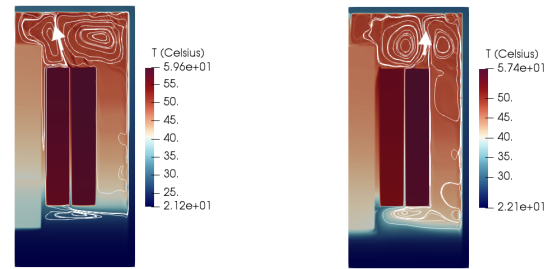 T (Celsius)
5.96e+01
55.
50.
45.
40.
35.
30.
25.
2.12e+01
T (Celsius)
5.74e+01
50.
45.
40.
35.
30.
2.21e+01